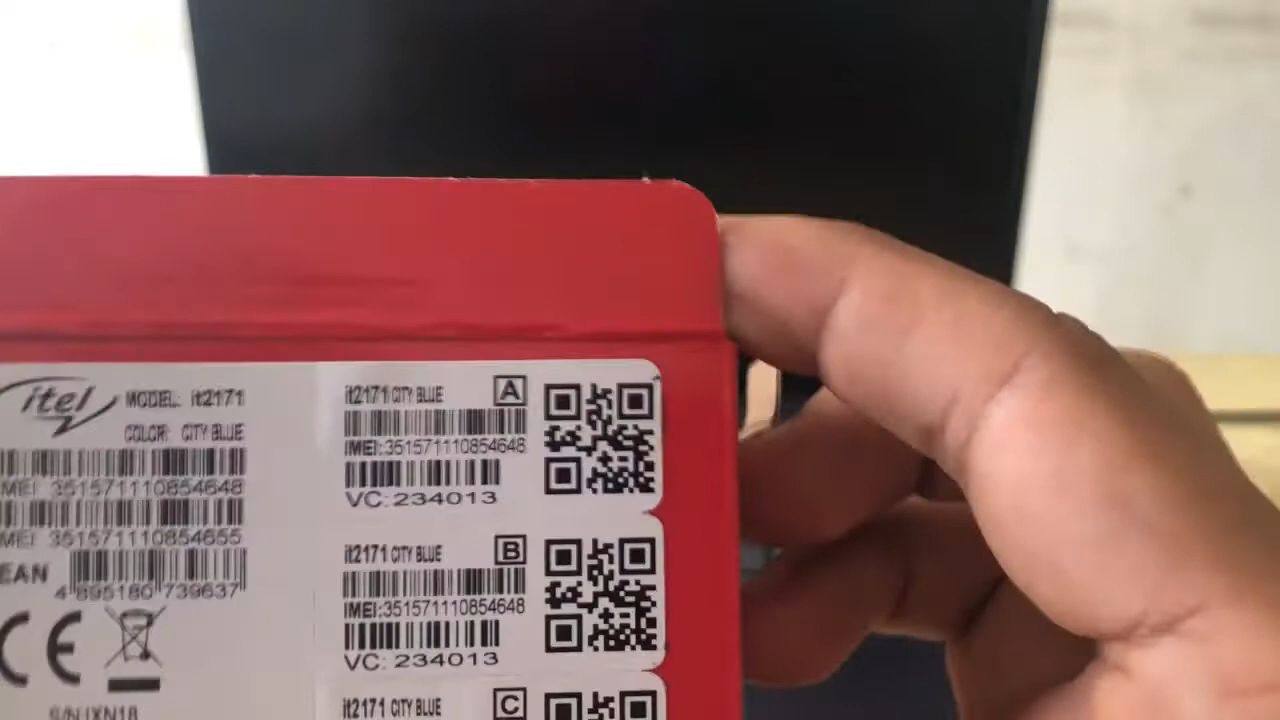 itel
MODEL: it2171
COLOR: CITY BLUE
IMEI 351571110854648
IMEI 351571110854655
EAN
4 895180 739637
CE
S/N IXN18
it2171 CITY BLUE A
IMEI:351571110854648
VC: 234013
it2171 CITY BLUE B
IMEI:351571110854648
VC: 234013
it2171 CITY BLUE C